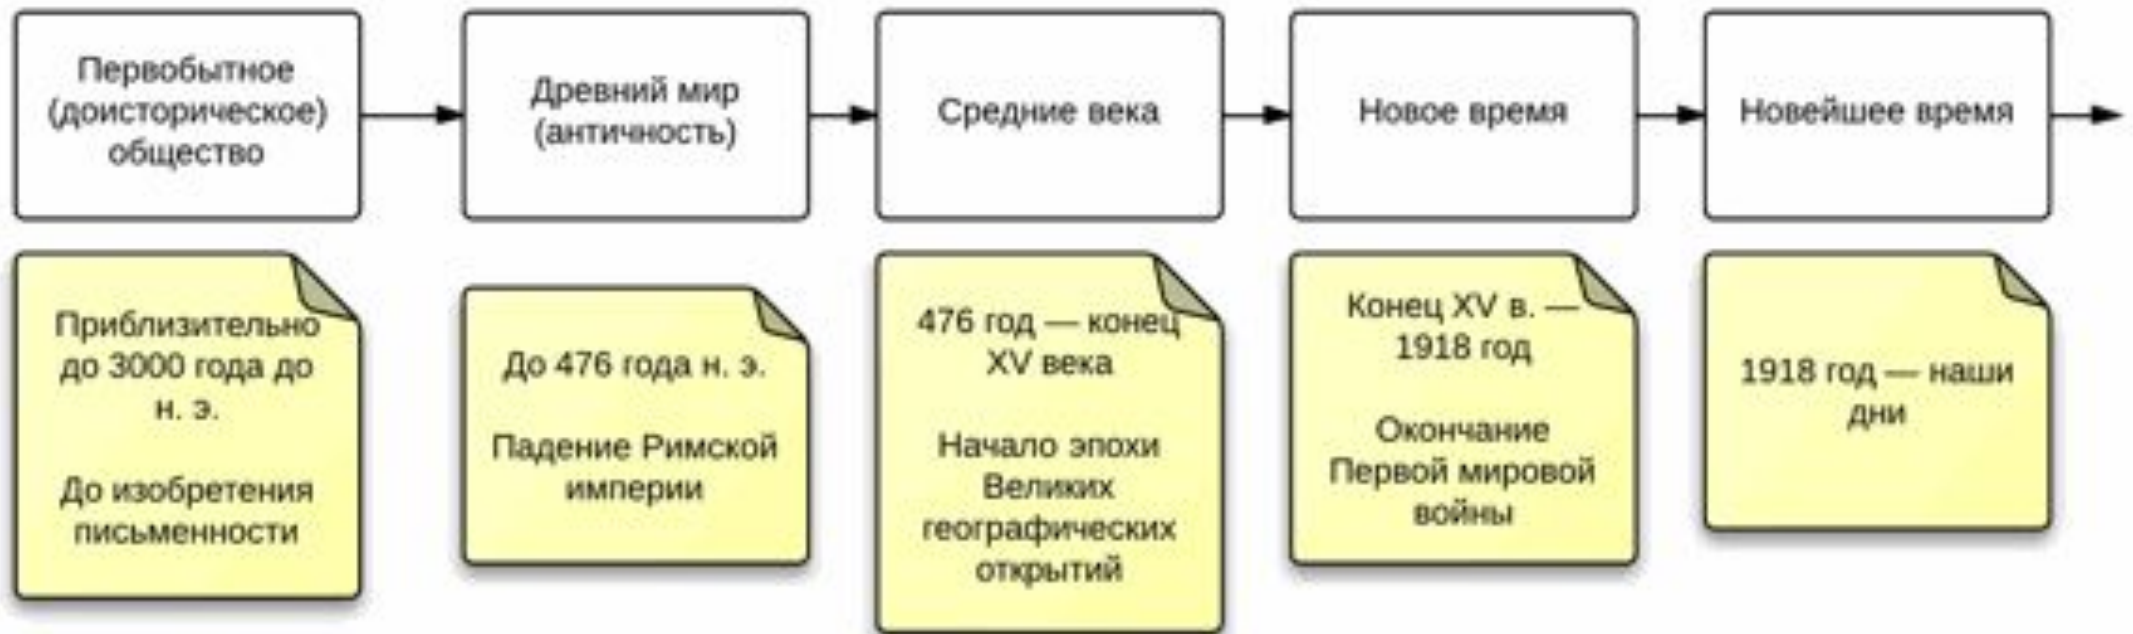 Первобытное
(доисторическое)
общество
Древний мир
(античность)
Средние века
Новое время
Новейшее время
Приблизительно
до 3000 года до
н. э.
До изобретения
письменности
До 476 года н. э.
Падение Римской
империи
476 год — конец
XV века
Начало эпохи
Великих
географических
открытий
Конец XV в. —
1918 год
Окончание
Первой мировой
войны
1918 год — наши
дни